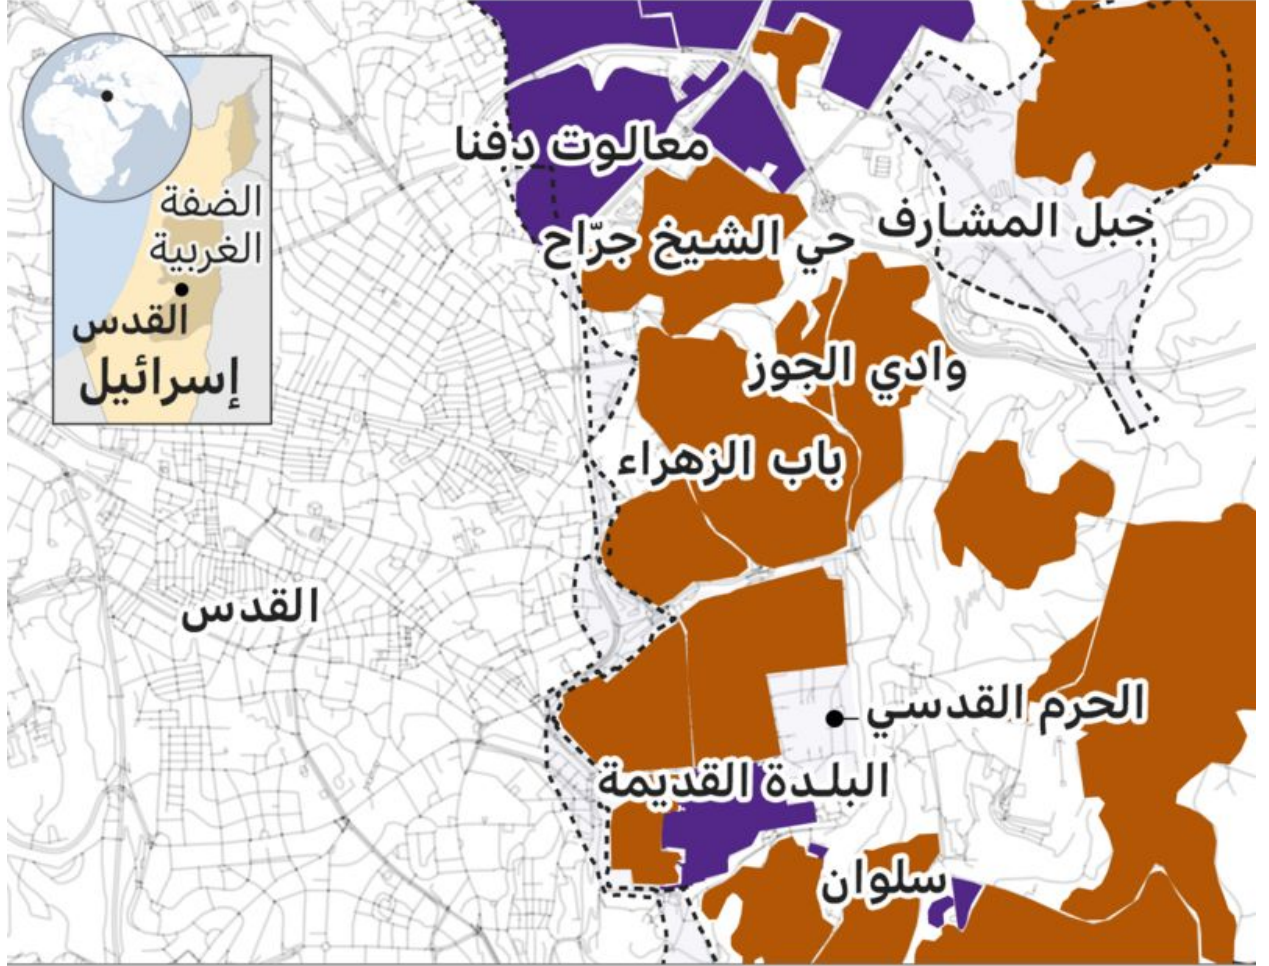 الضفة
الغربية
القدس
إسرائيل
معالوت دفنا
جبل المشارف
حي الشيخ جرّاح
وادي الجوز
باب الزهراء
القدس
الحرم القدسي
البلدة القديمة
سلوان